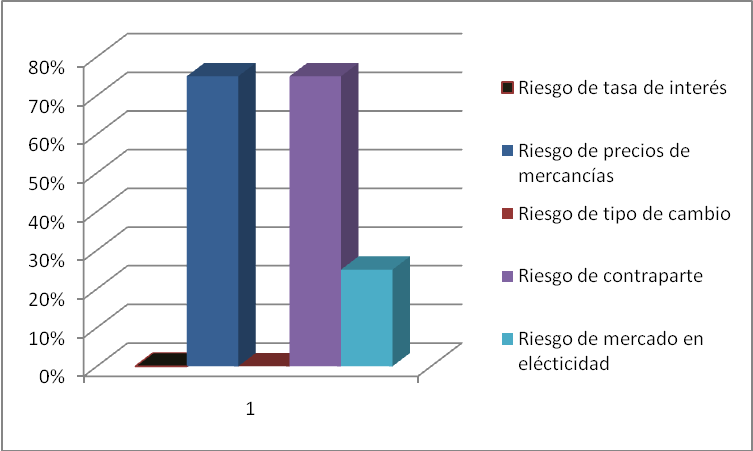 80%
70%
60%
50%
40%
30%
20%
10%
0%
1
Riesgo de tasa de interés
Riesgo de precios de
mercancías
Riesgo de tipo de cambio
Riesgo de contraparte
Riesgo de mercado en
elécticidad